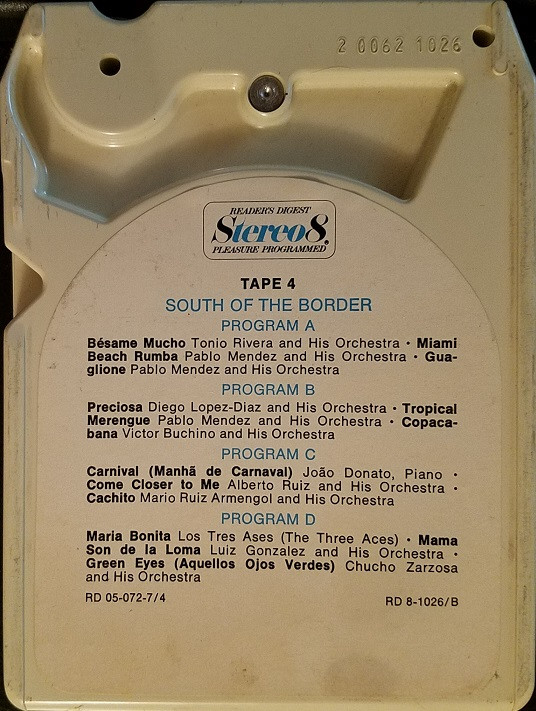 2 0062 1026
READER'S DIGEST
Stereo 8®
PLEASURE PROGRAMMED
TAPE 4
SOUTH OF THE BORDER
PROGRAM A
Bésame Mucho Tonio Rivera and His Orchestra • Miami
Beach Rumba Pablo Mendez and His Orchestra • Gua-
glione Pablo Mendez and His Orchestra
PROGRAM B
Preciosa Diego Lopez-Diaz and His Orchestra • Tropical
Merengue Pablo Mendez and His Orchestra • Copaca-
bana Victor Buchino and His Orchestra
PROGRAM C
Carnival (Manhã de Carnaval) João Donato, Piano •
Come Closer to Me Alberto Ruiz and His Orchestra •
Cachito Mario Ruiz Armengol and His Orchestra
PROGRAM D
Maria Bonita Los Tres Ases (The Three Aces) • Mama
Son de la Loma Luiz Gonzalez and His Orchestra •
Green Eyes (Aquellos Ojos Verdes) Chucho Zarzosa
and His Orchestra
RD 05-072-7/4
RD 8-1026/B